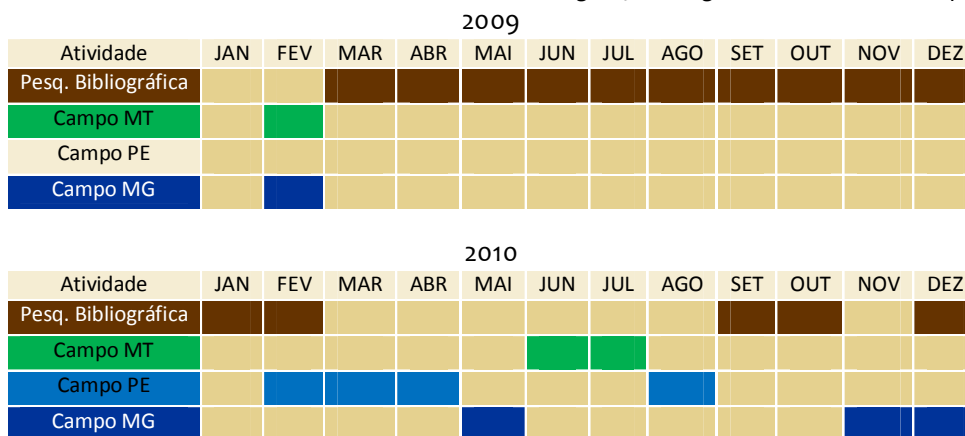 2009
Atividade JAN FEV MAR ABR MAI JUN JUL AGO SET OUT NOV DEZ
Pesq. Bibliográfica
Campo MT
Campo PE
Campo MG
2010
Atividade JAN FEV MAR ABR MAI JUN JUL AGO SET OUT NOV DEZ
Pesq. Bibliográfica
Campo MT
Campo PE
Campo MG